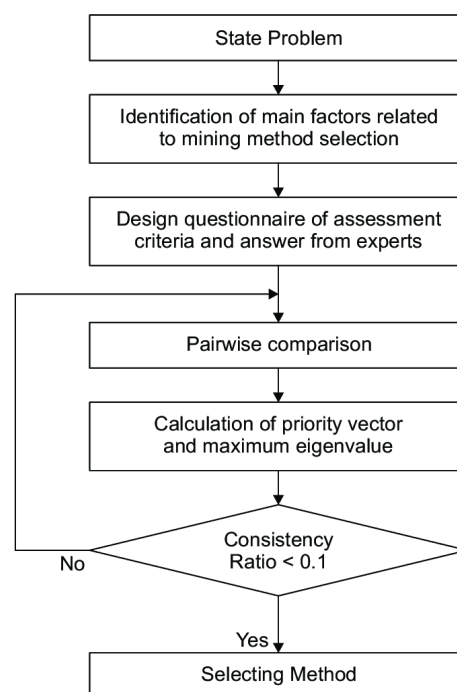 State Problem
Identification of main factors related
to mining method selection
Design questionnaire of assessment
criteria and answer from experts
Pairwise comparison
Calculation of priority vector
and maximum eigenvalue
Consistency
Ratio < 0.1
No
Yes
Selecting Method